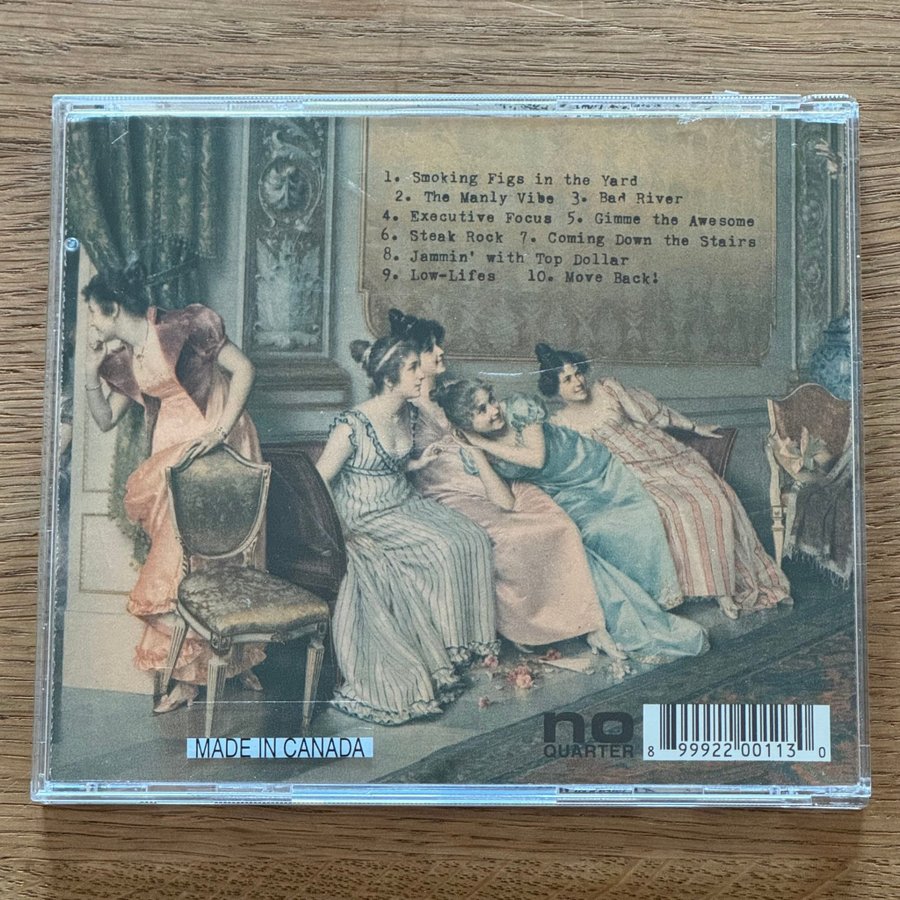 1. Smoking Figs in the Yard
2. The Manly Vibe 3. Bad River
4. Executive Focus 5. Gimme the Awesome
6. Steak Rock 7. Coming Down the Stairs
8. Jammin' with Top Dollar
9. Low-Lifes 10. Move Back!
no
QUARTER
MADE IN CANADA
8 99922 00113 0